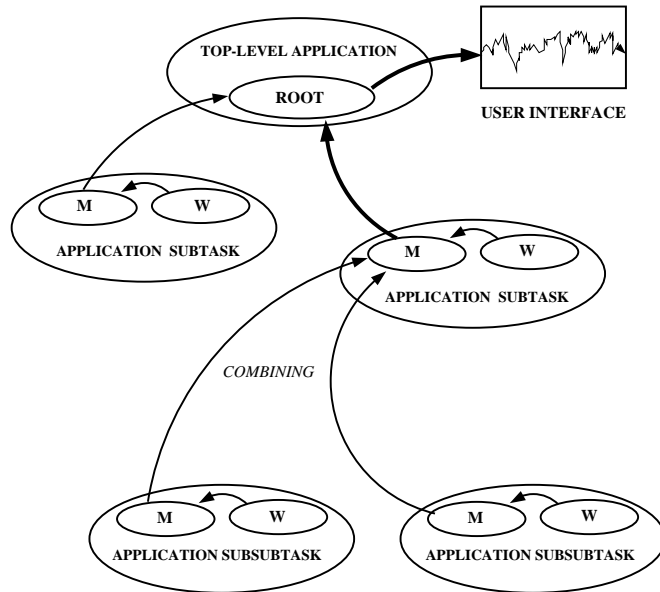 TOP-LEVEL APPLICATION
ROOT
USER INTERFACE
M
W
APPLICATION SUBTASK
M
W
APPLICATION SUBTASK
COMBINING
M
W
APPLICATION SUBSUBTASK
M
W
APPLICATION SUBSUBTASK